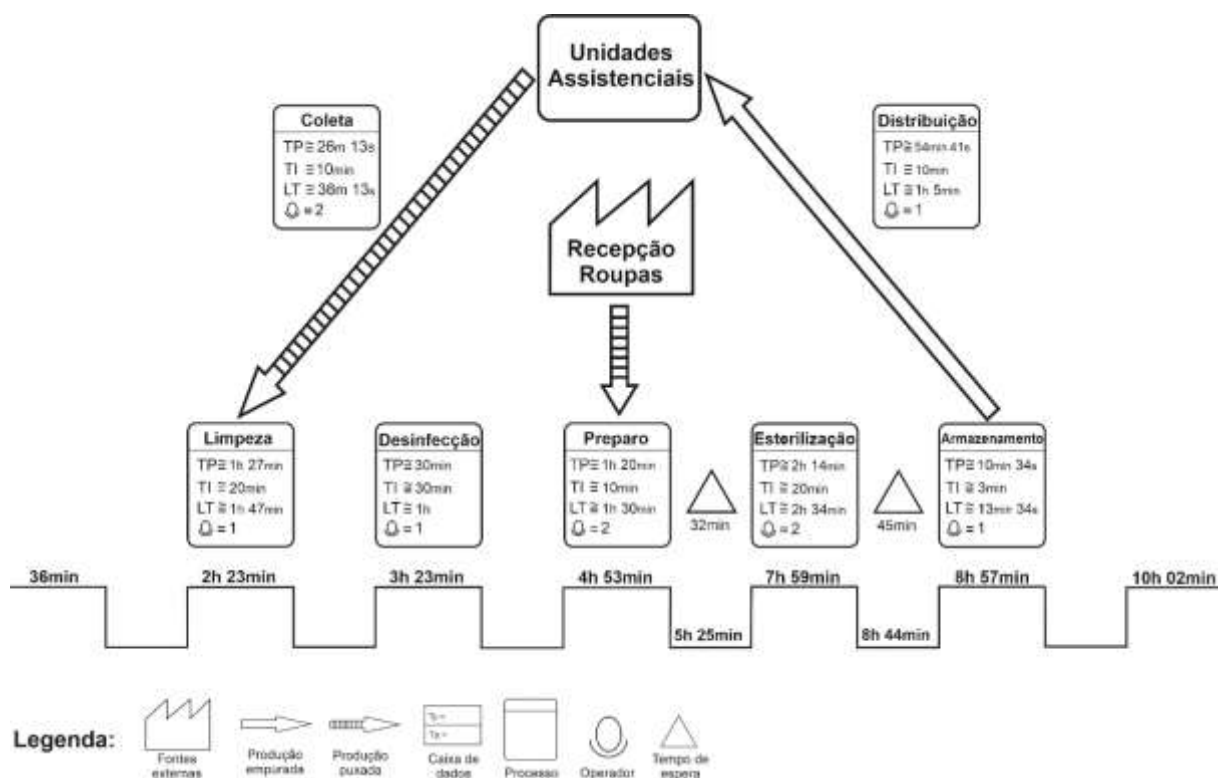 Unidades
Assistenciais
Coleta
TP≅ 26m 13s
TI ≅10min
LT ≅ 36m 13s
= 2
Distribuição
TP≅ 54min 41s
TI ≅10min
LT ≅ 1h 5min
= 1
Recepção
Roupas
Limpeza
TP≅ 1h 27min
TI ≅20min
LT ≅ 1h 47min
= 1
Desinfecção
TP≅ 30min
TI ≅ 30min
LT ≅ 1h
= 1
Preparo
TP≅ 1h 20min
TI ≅ 10min
LT ≅ 1h 30min
=2
32min
Esterilização
TP≅ 2h 14min
TI ≅20min
LT ≅ 2h 34min
= 2
45min
Armazenamento
TP≅ 10min 34s
TI ≅ 3min
LT ≅ 13min 34s
= 1
36min
2h 23min
3h 23min
4h 53min
7h 59min
8h 57min
10h 02min
5h 25min
8h 44min
Legenda:
Fontes
externas
Produção
empurada
Produção
puxada
Caixa de
dados
Processo
Operador
Tempo de
espera